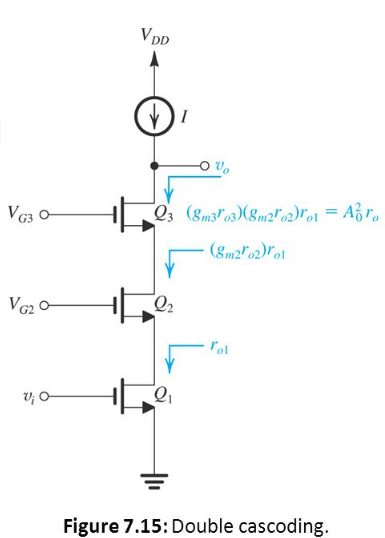 V_DD
I
v_o
V_G3
Q_3
(g_m3 r_o3)(g_m2 r_o2)r_o1 = A_0^2 r_o
(g_m2 r_o2)r_o1
V_G2
Q_2
r_o1
v_i
Q_1
Figure 7.15: Double cascoding.